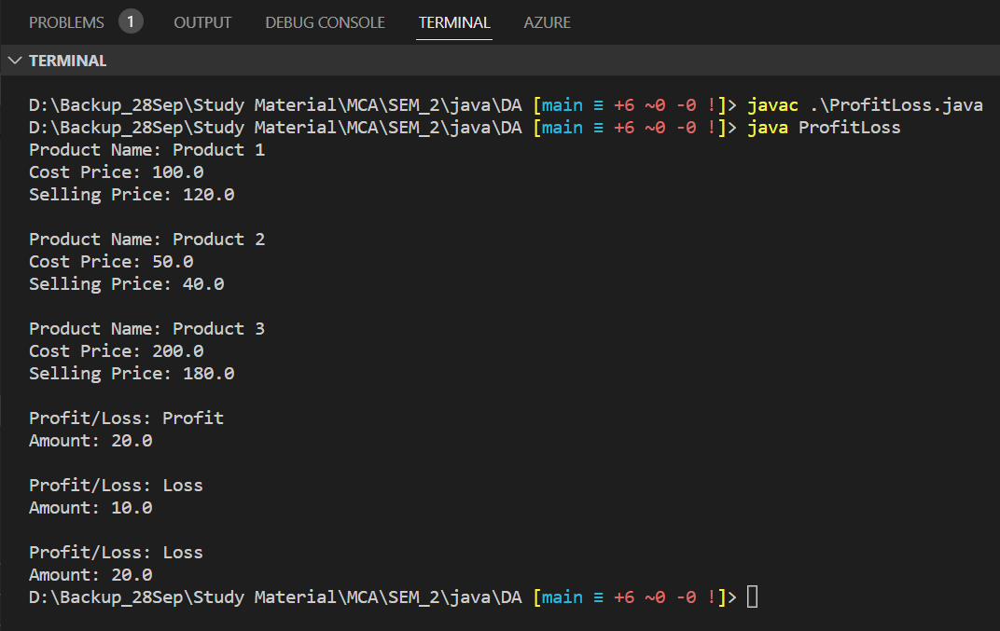 PROBLEMS 1 OUTPUT DEBUG CONSOLE TERMINAL AZURE
TERMINAL
D:\Backup_28Sep\Study Material\MCA\SEM_2\java\DA [main ≡ +6 ~0 -0 !]> javac .\ProfitLoss.java
D:\Backup_28Sep\Study Material\MCA\SEM_2\java\DA [main ≡ +6 ~0 -0 !]> java ProfitLoss
Product Name: Product 1
Cost Price: 100.0
Selling Price: 120.0
Product Name: Product 2
Cost Price: 50.0
Selling Price: 40.0
Product Name: Product 3
Cost Price: 200.0
Selling Price: 180.0
Profit/Loss: Profit
Amount: 20.0
Profit/Loss: Loss
Amount: 10.0
Profit/Loss: Loss
Amount: 20.0
D:\Backup_28Sep\Study Material\MCA\SEM_2\java\DA [main ≡ +6 ~0 -0 !]>